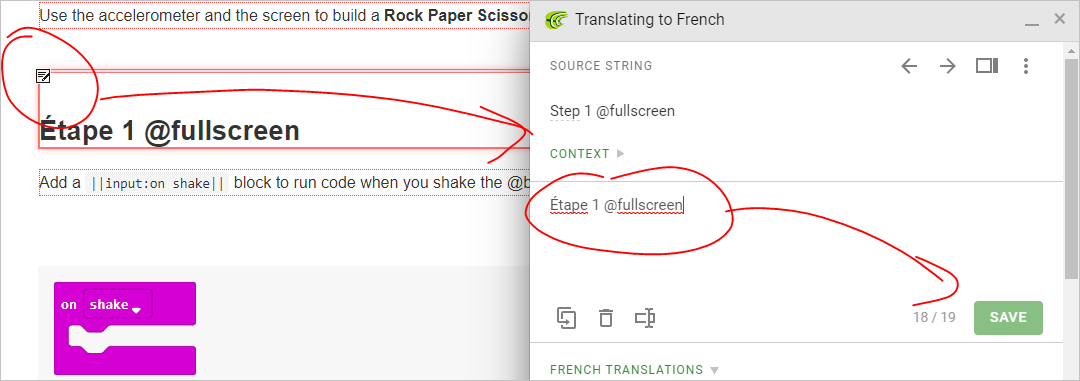 Use the accelerometer and the screen to build a Rock Paper Scisso
Étape 1 @fullscreen
Add a ||input:on shake|| block to run code when you shake the @b
on shake
Translating to French
SOURCE STRING
Step 1 @fullscreen
CONTEXT
Étape 1 @fullscreen
18 / 19
SAVE
FRENCH TRANSLATIONS